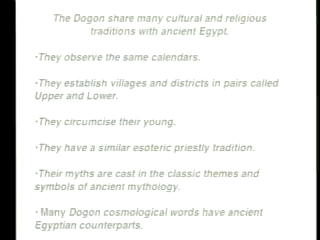 The Dogon share many cultural and religious
traditions with ancient Egypt.
•They observe the same calendars.
•They establish villages and districts in pairs called
Upper and Lower.
•They circumcise their young.
•They have a similar esoteric priestly tradition.
•Their myths are cast in the classic themes and
symbols of ancient mythology.
• Many Dogon cosmological words have ancient
Egyptian counterparts.